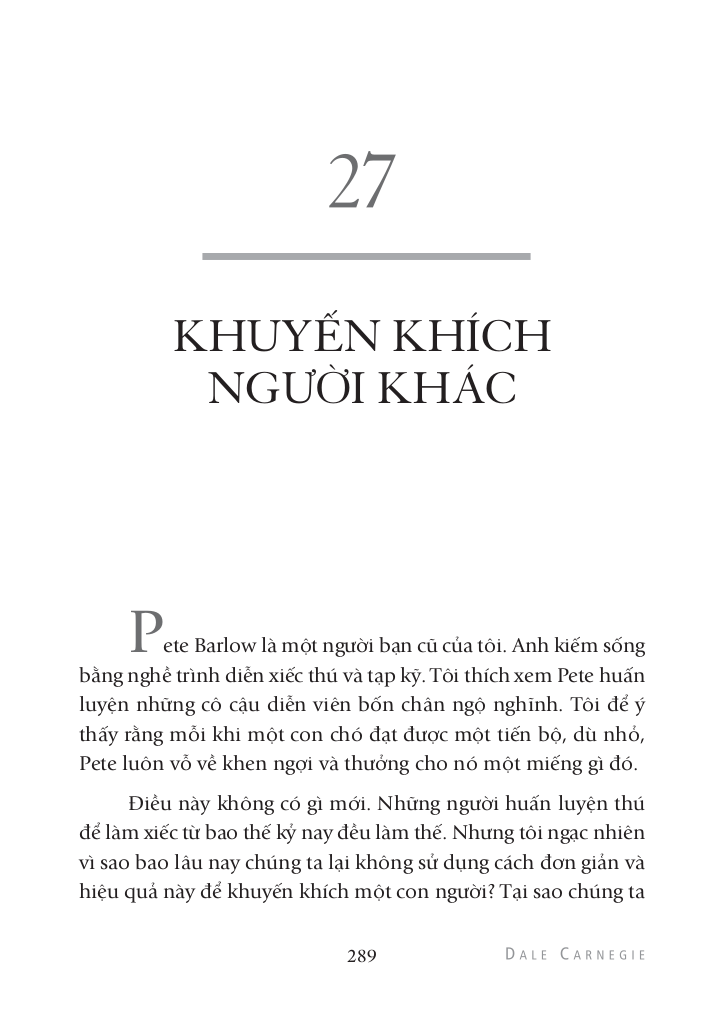 27
KHUYẾN KHÍCH
NGƯỜI KHÁC
Pete Barlow là một người bạn cũ của tôi. Anh kiếm sống
bằng nghề trình diễn xiếc thú và tạp kỹ. Tôi thích xem Pete huấn
luyện những cô cậu diễn viên bốn chân ngộ nghĩnh. Tôi để ý
thấy rằng mỗi khi một con chó đạt được một tiến bộ, dù nhỏ,
Pete luôn vỗ về khen ngợi và thưởng cho nó một miếng gì đó.
Điều này không có gì mới. Những người huấn luyện thú
để làm xiếc từ bao thế kỷ nay đều làm thế. Nhưng tôi ngạc nhiên
vì sao bao lâu nay chúng ta lại không sử dụng cách đơn giản và
hiệu quả này để khuyến khích một con người? Tại sao chúng ta
289 DALE CARNEGIE